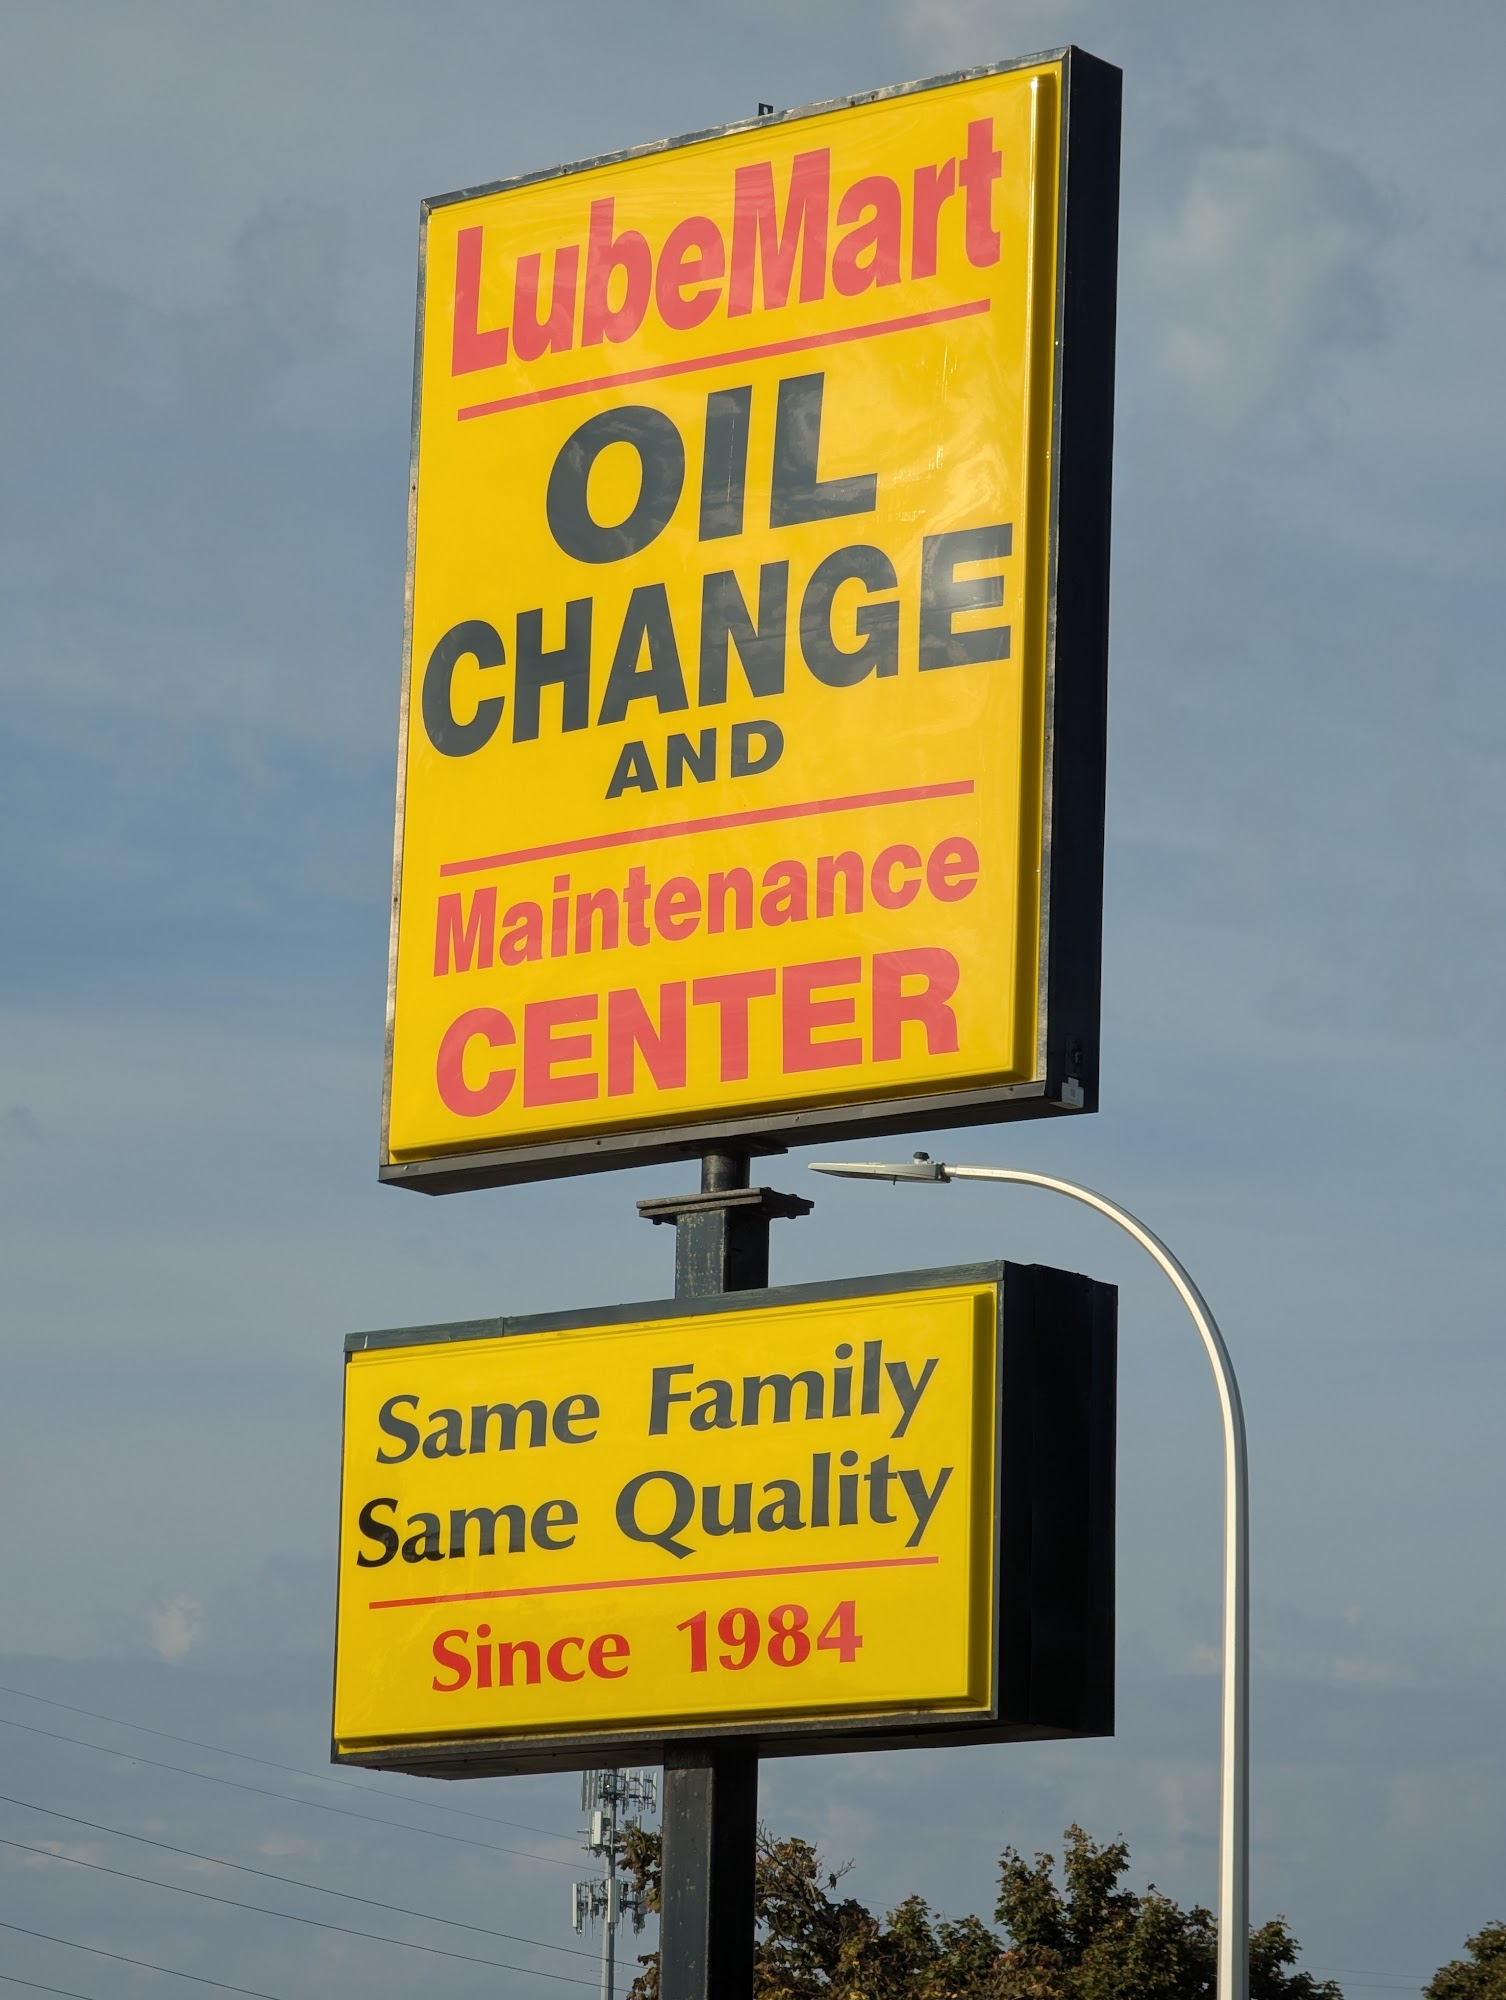 LubeMart
OIL
CHANGE
AND
Maintenance
CENTER
Same Family
Same Quality
Since 1984